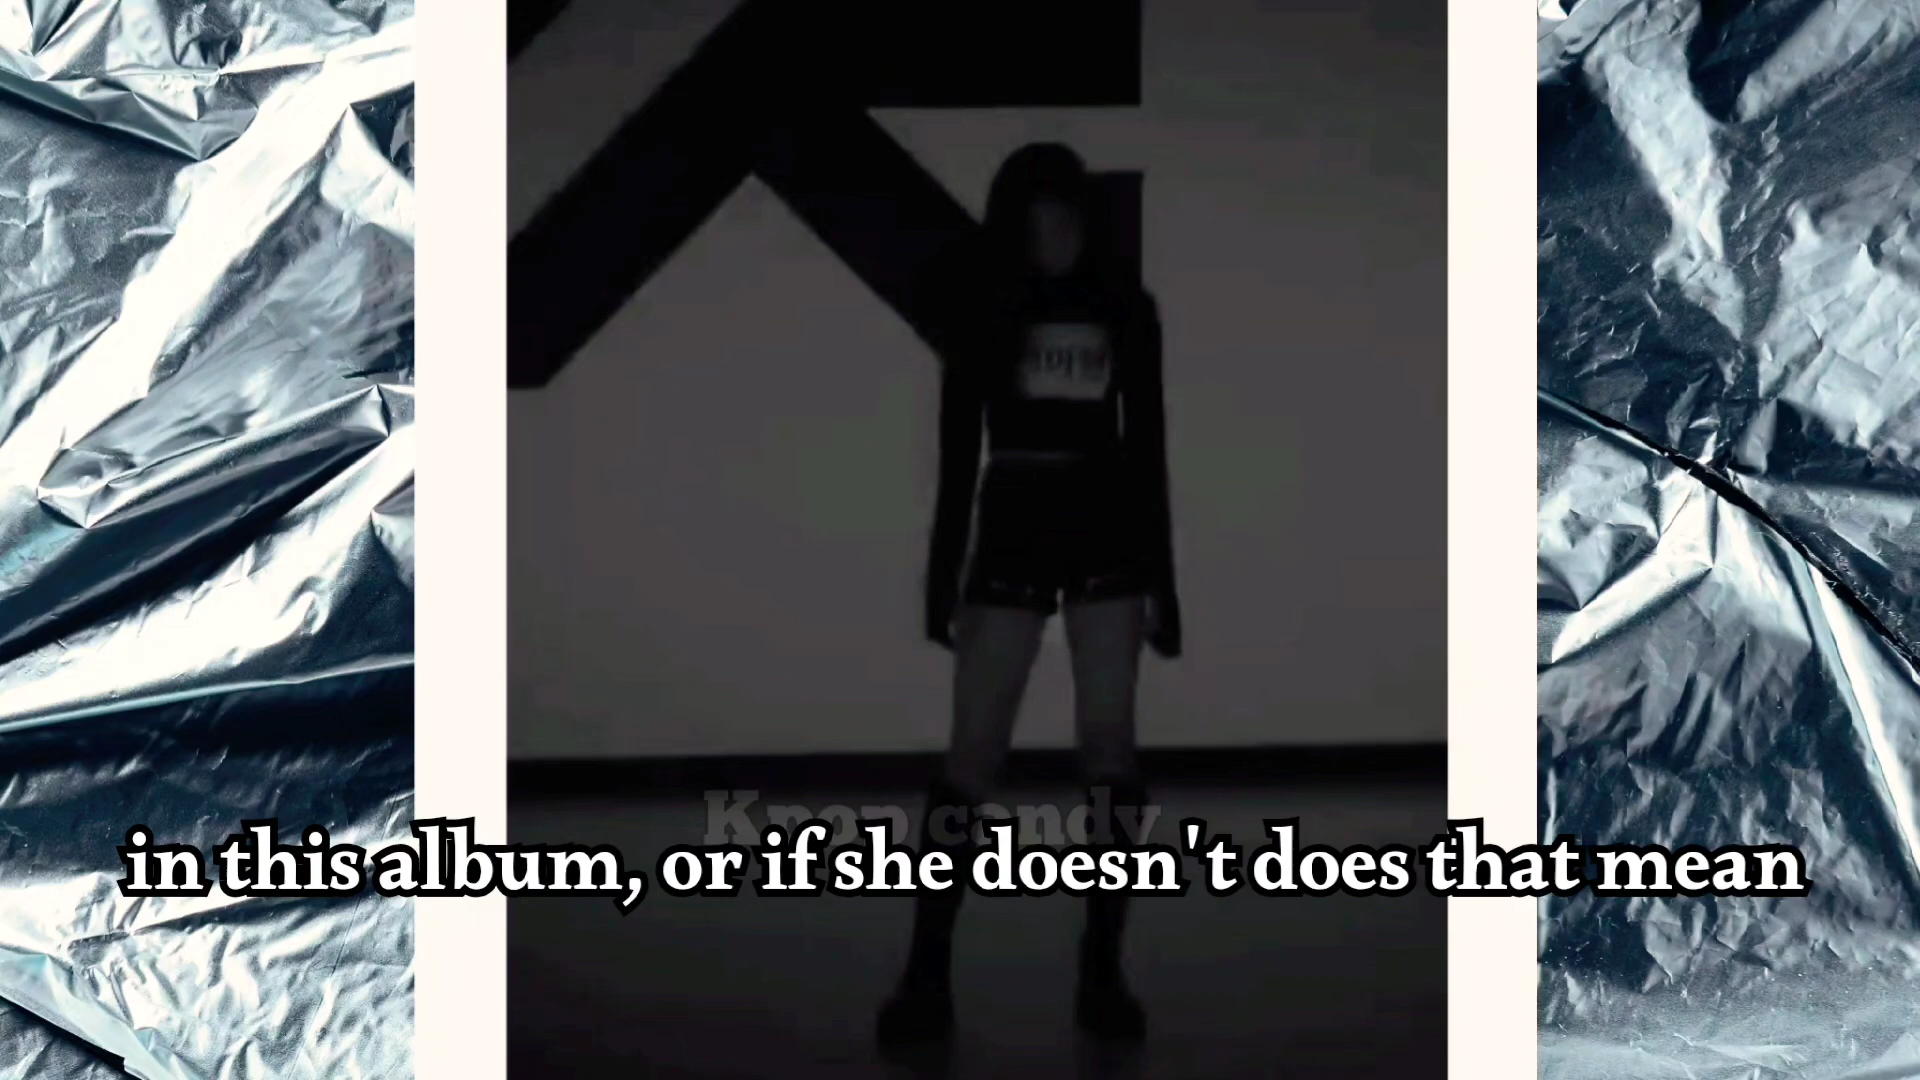 Kpop candy
in this album, or if she doesn't does that mean